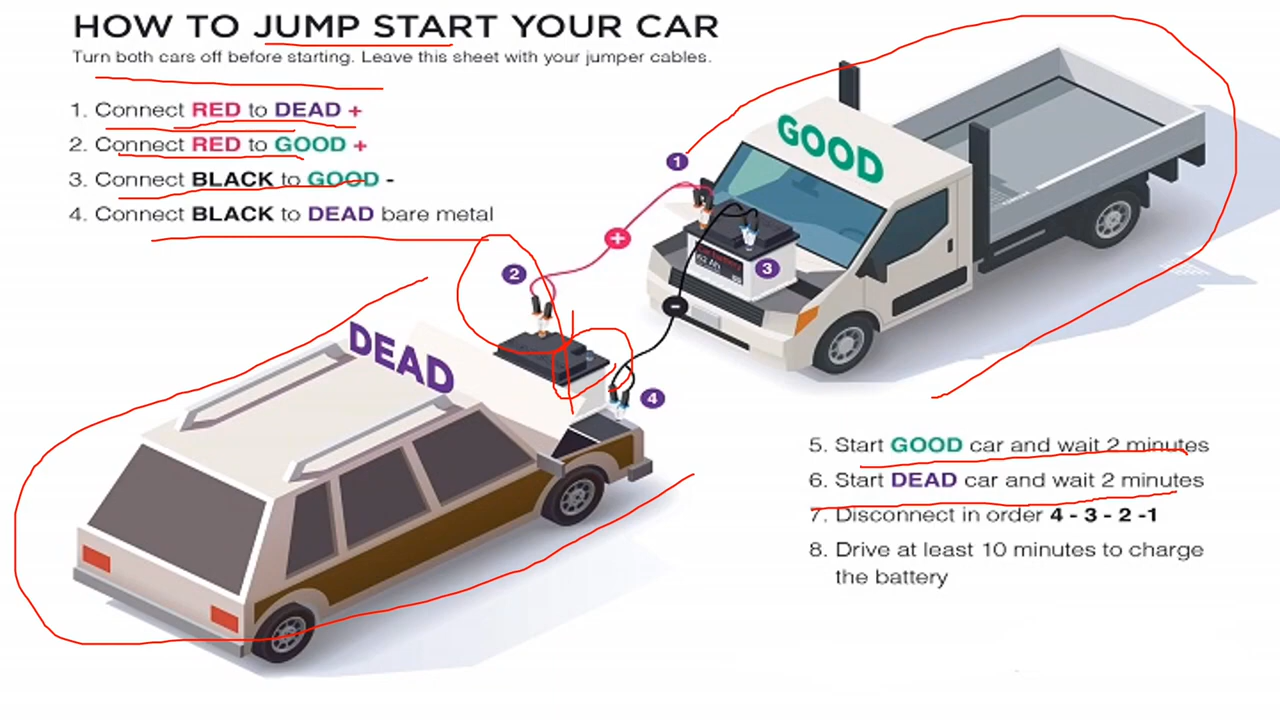 HOW TO JUMP START YOUR CAR
Turn both cars off before starting. Leave this sheet with your jumper cables.
1. Connect RED to DEAD +
2. Connect RED to GOOD +
3. Connect BLACK to GOOD -
4. Connect BLACK to DEAD bare metal
GOOD
1
+
2
3
-
DEAD
4
5. Start GOOD car and wait 2 minutes
6. Start DEAD car and wait 2 minutes
7. Disconnect in order 4 - 3 - 2 -1
8. Drive at least 10 minutes to charge
the battery